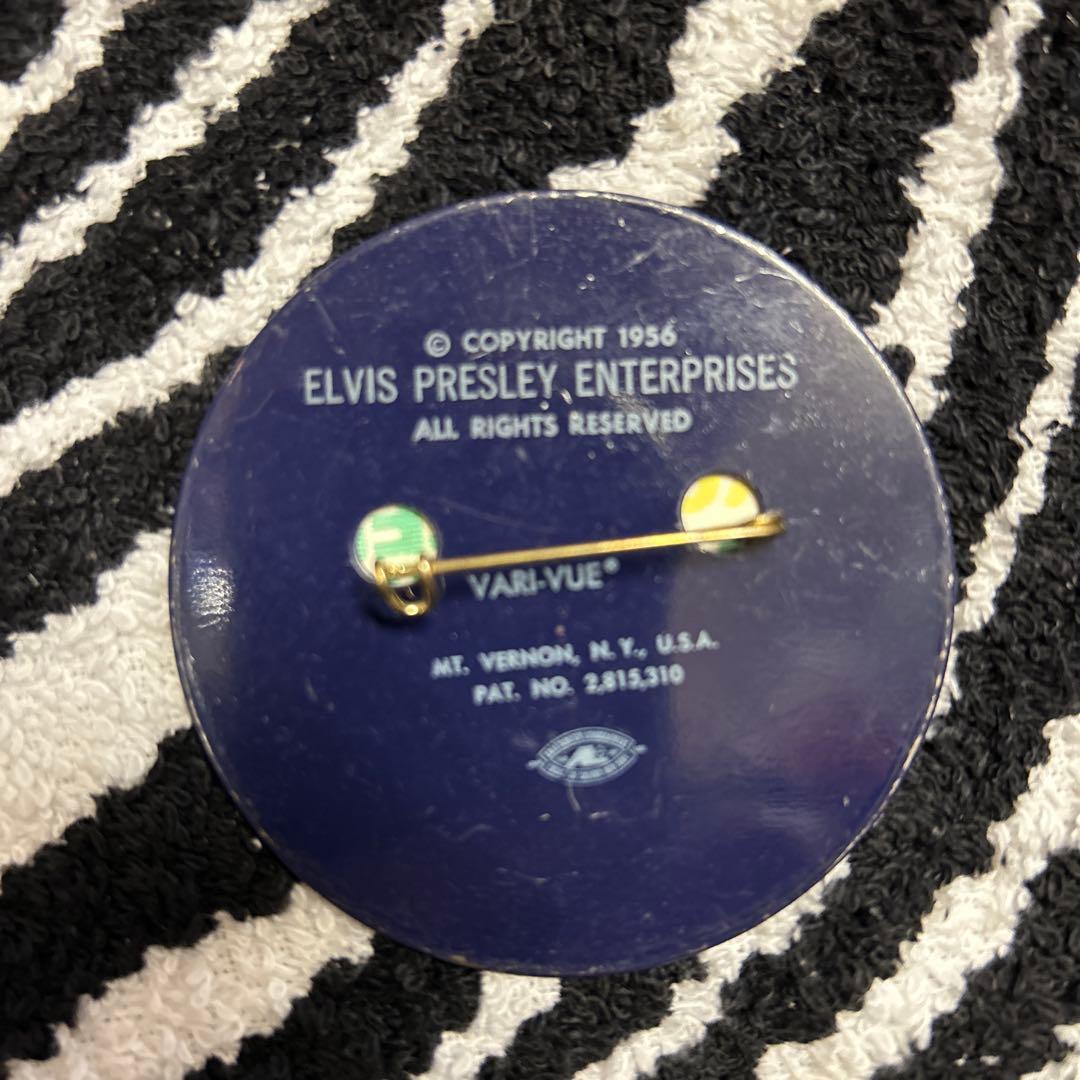 © COPYRIGHT 1956
ELVIS PRESLEY ENTERPRISES
ALL RIGHTS RESERVED
VARI-VUE®
MT. VERNON, N.Y., U.S.A.
PAT. NO. 2,815,310